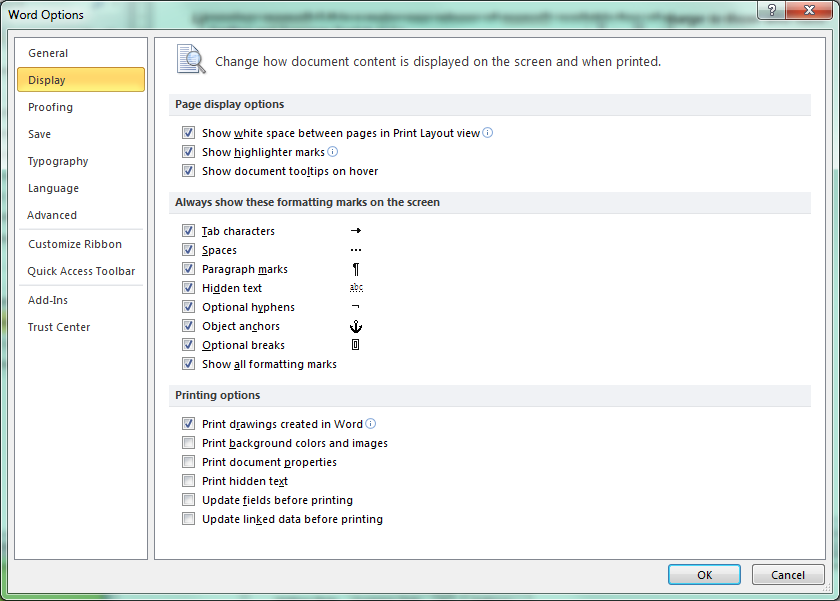 Word Options
General
Display
Proofing
Save
Typography
Language
Advanced
Customize Ribbon
Quick Access Toolbar
Add-Ins
Trust Center
Change how document content is displayed on the screen and when printed.
Page display options
Show white space between pages in Print Layout view
Show highlighter marks
Show document tooltips on hover
Always show these formatting marks on the screen
Tab characters →
Spaces ···
Paragraph marks ¶
Hidden text abc
Optional hyphens ¬
Object anchors
Optional breaks
Show all formatting marks
Printing options
Print drawings created in Word
Print background colors and images
Print document properties
Print hidden text
Update fields before printing
Update linked data before printing
OK Cancel